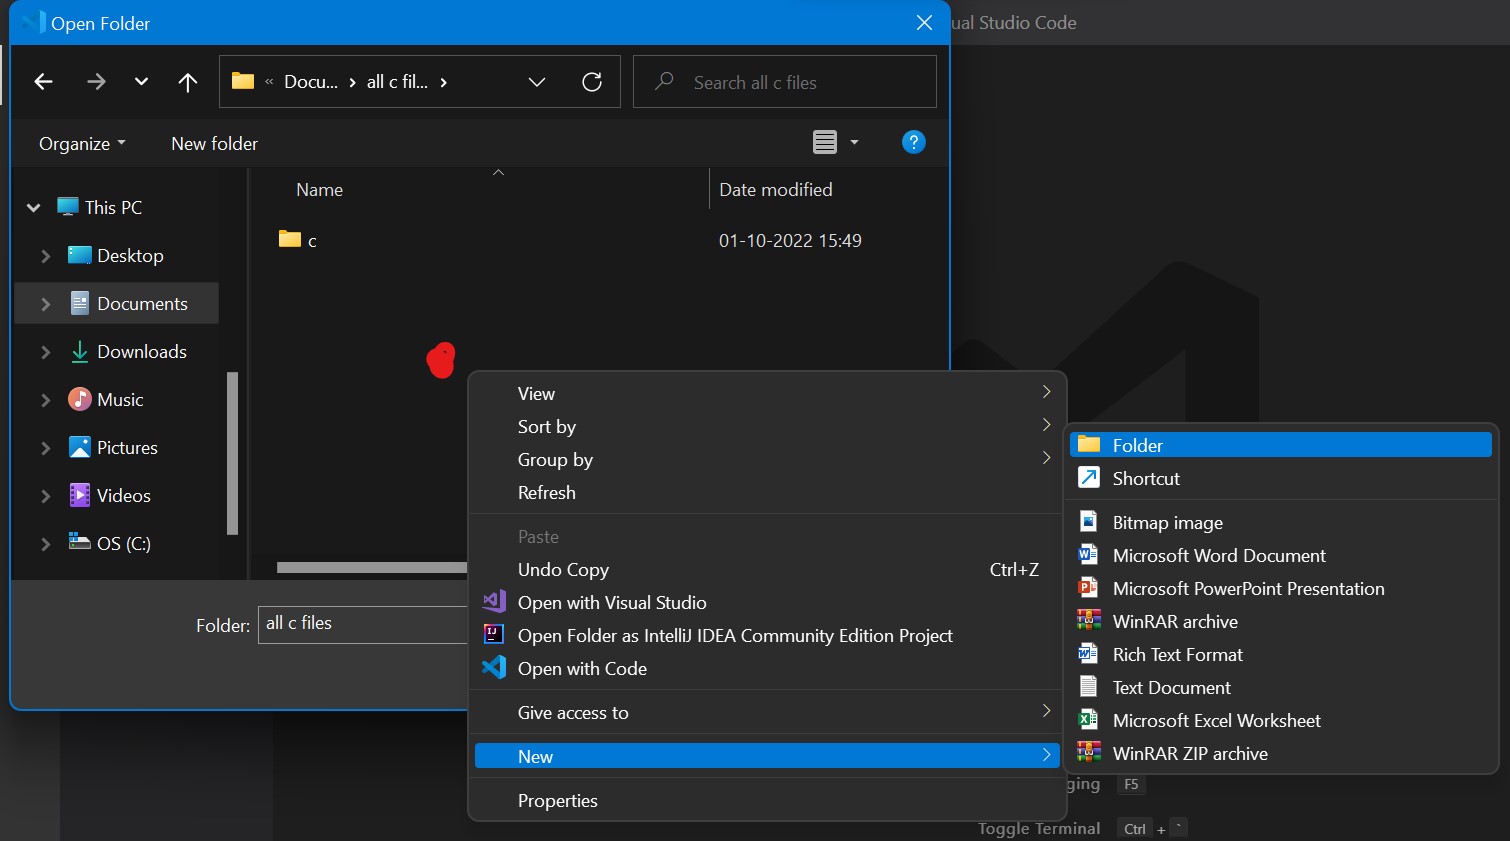 Open Folder
ual Studio Code
« Docu... › all c fil... ›
Search all c files
Organize
New folder
?
Name
Date modified
This PC
c
01-10-2022 15:49
Desktop
Documents
Downloads
Music
Pictures
Videos
OS (C:)
Folder:
all c files
View
Sort by
Group by
Refresh
Paste
Undo Copy
Ctrl+Z
Open with Visual Studio
Open Folder as IntelliJ IDEA Community Edition Project
Open with Code
Give access to
New
Properties
Folder
Shortcut
Bitmap image
Microsoft Word Document
Microsoft PowerPoint Presentation
WinRAR archive
Rich Text Format
Text Document
Microsoft Excel Worksheet
WinRAR ZIP archive
ging F5
Toggle Terminal Ctrl + `